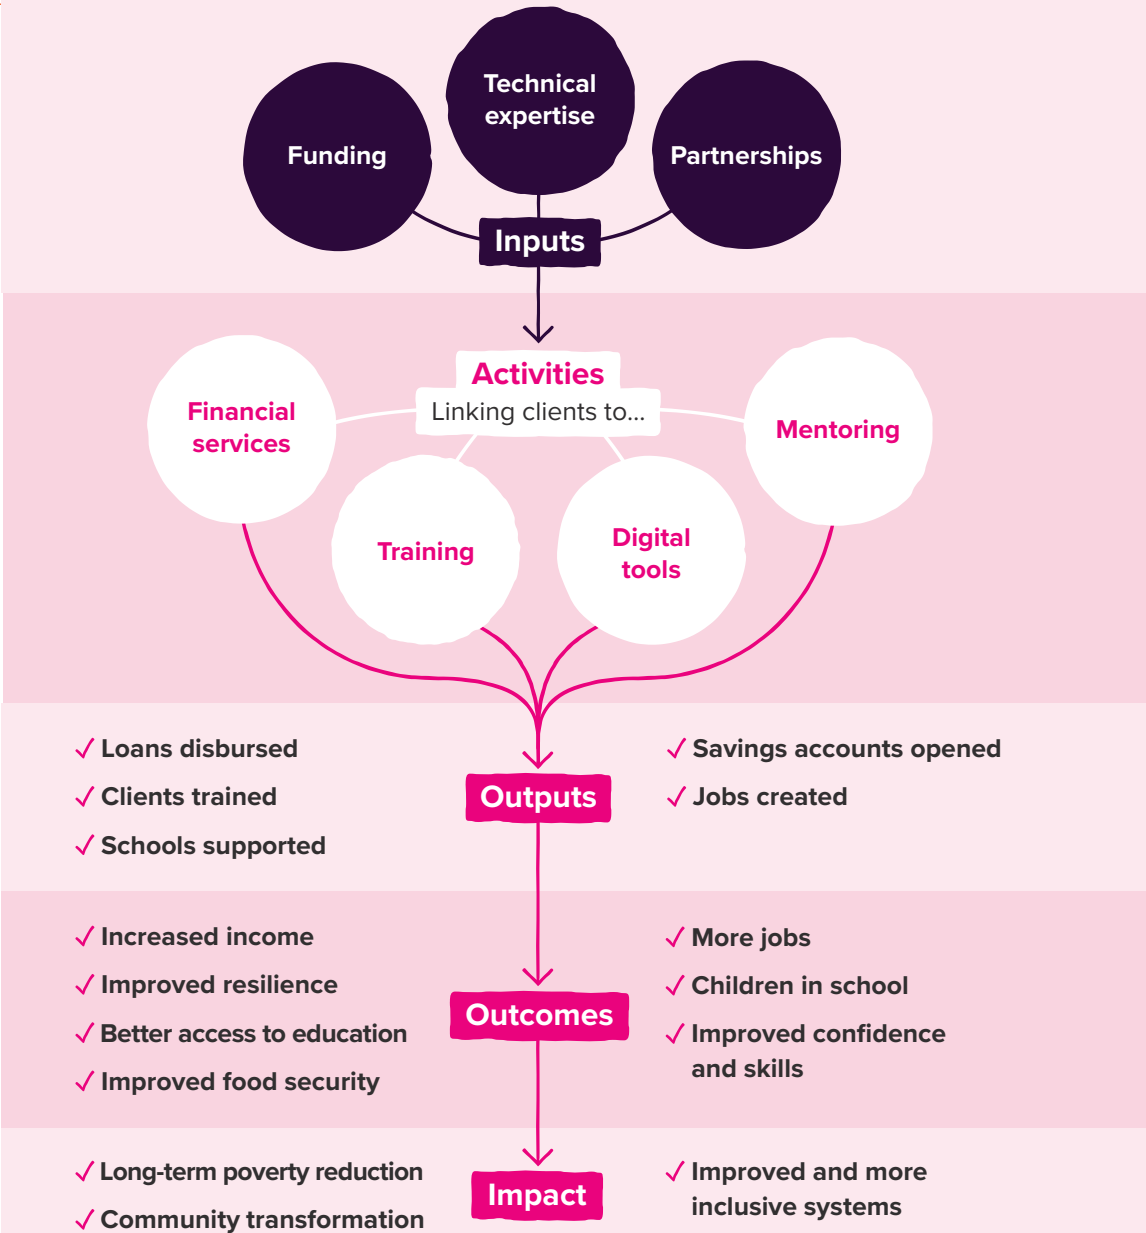 Technical
expertise
Funding
Partnerships
Inputs
Activities
Linking clients to...
Financial
services
Mentoring
Training
Digital
tools
✓ Loans disbursed
✓ Clients trained
✓ Schools supported
Outputs
✓ Savings accounts opened
✓ Jobs created
✓ Increased income
✓ Improved resilience
✓ Better access to education
✓ Improved food security
Outcomes
✓ More jobs
✓ Children in school
✓ Improved confidence
and skills
✓ Long-term poverty reduction
✓ Community transformation
Impact
✓ Improved and more
inclusive systems